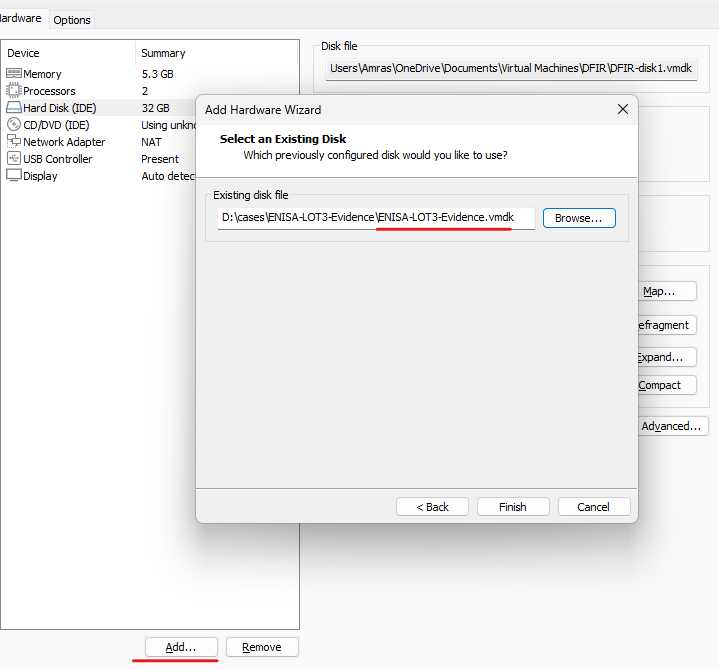 ardware Options
Device Summary
Memory 5.3 GB
Processors 2
Hard Disk (IDE) 32 GB
CD/DVD (IDE) Using unkno
Network Adapter NAT
USB Controller Present
Display Auto detec
Disk file
Users\Amras\OneDrive\Documents\Virtual Machines\DFIR\DFIR-disk1.vmdk
Add Hardware Wizard
Select an Existing Disk
Which previously configured disk would you like to use?
Existing disk file
D:\cases\ENISA-LOT3-Evidence\ENISA-LOT3-Evidence.vmdk Browse...
Map...
efragment
Expand...
Compact
Advanced...
< Back Finish Cancel
Add... Remove